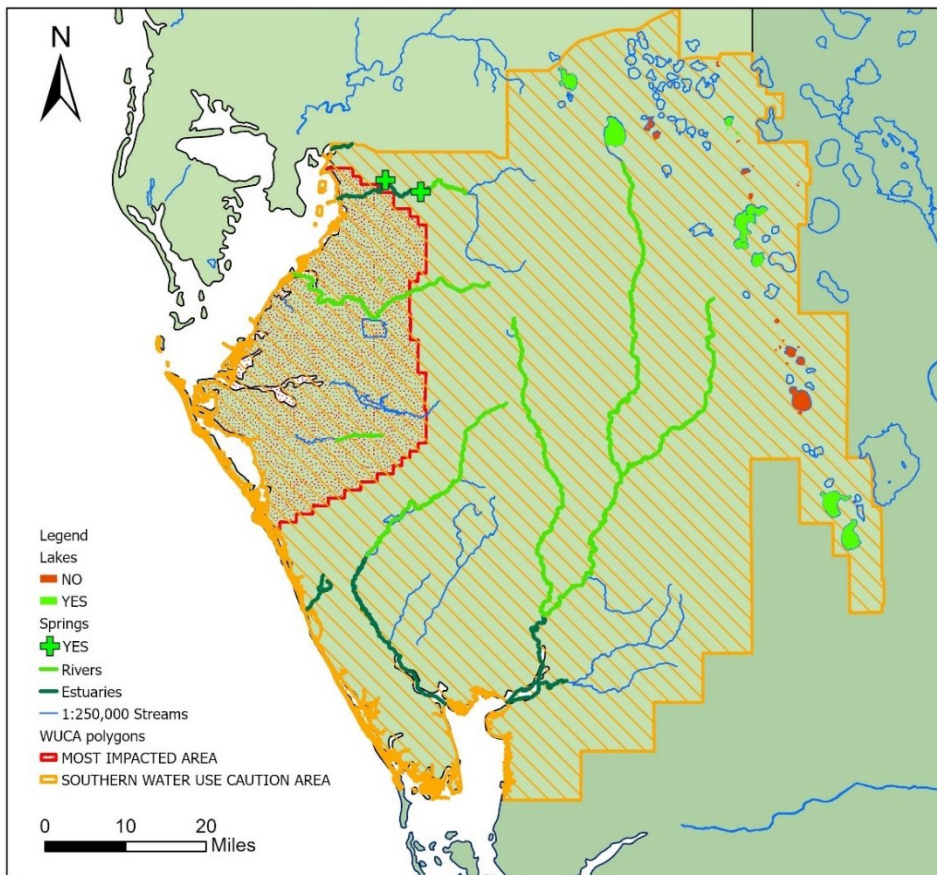 N
Legend
Lakes
NO
YES
Springs
YES
Rivers
Estuaries
1:250,000 Streams
WUCA polygons
MOST IMPACTED AREA
SOUTHERN WATER USE CAUTION AREA
0 10 20
Miles